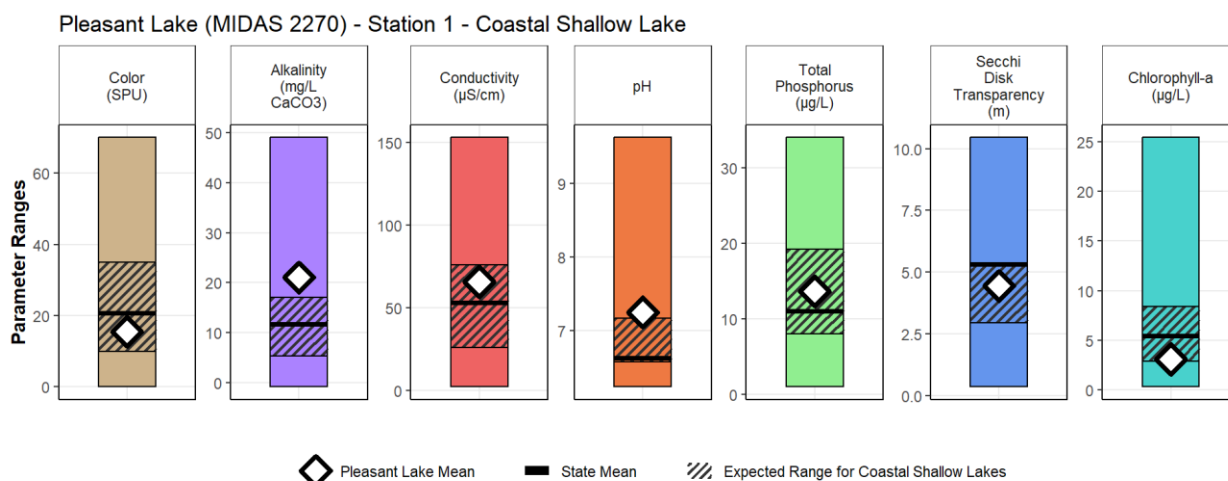 Pleasant Lake (MIDAS 2270) - Station 1 - Coastal Shallow Lake
Color
(SPU)
Alkalinity
(mg/L
CaCO3)
Conductivity
(µS/cm)
pH
Total
Phosphorus
(µg/L)
Secchi
Disk
Transparency
(m)
Chlorophyll-a
(µg/L)
Parameter Ranges
60
40
20
0
50
40
30
20
10
0
150
100
50
0
9
8
7
30
20
10
0
10.0
7.5
5.0
2.5
0.0
25
20
15
10
5
0
Pleasant Lake Mean
State Mean
Expected Range for Coastal Shallow Lakes